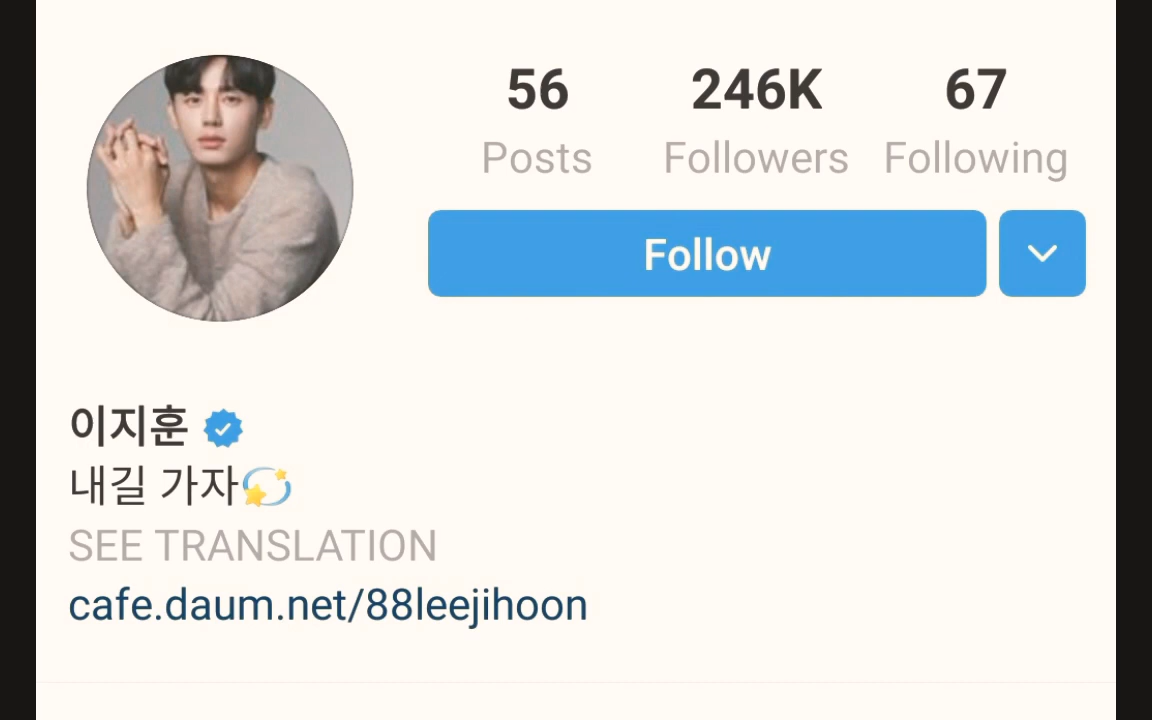 56 246K 67
Posts Followers Following
Follow
이지훈
내길 가자💫
SEE TRANSLATION
cafe.daum.net/88leejihoon